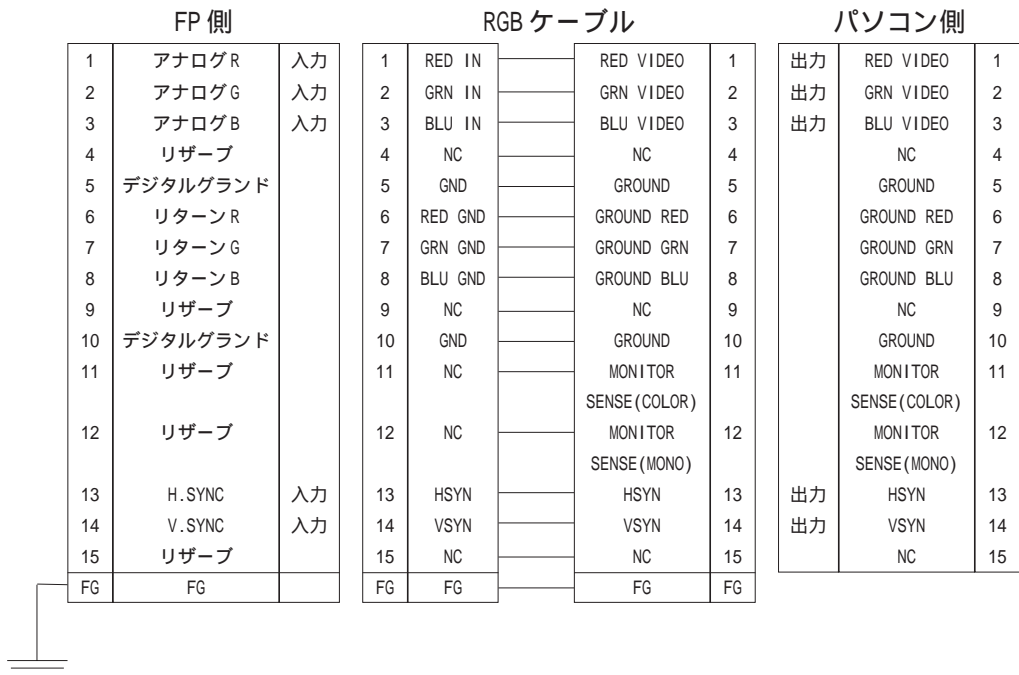 FP側 RGBケーブル パソコン側
1 アナログR 入力 1 RED IN RED VIDEO 1 出力 RED VIDEO 1
2 アナログG 入力 2 GRN IN GRN VIDEO 2 出力 GRN VIDEO 2
3 アナログB 入力 3 BLU IN BLU VIDEO 3 出力 BLU VIDEO 3
4 リザーブ 4 NC NC 4 NC 4
5 デジタルグランド 5 GND GROUND 5 GROUND 5
6 リターンR 6 RED GND GROUND RED 6 GROUND RED 6
7 リターンG 7 GRN GND GROUND GRN 7 GROUND GRN 7
8 リターンB 8 BLU GND GROUND BLU 8 GROUND BLU 8
9 リザーブ 9 NC NC 9 NC 9
10 デジタルグランド 10 GND GROUND 10 GROUND 10
11 リザーブ 11 NC MONITOR 11 MONITOR 11
SENSE(COLOR) SENSE(COLOR)
12 リザーブ 12 NC MONITOR 12 MONITOR 12
SENSE(MONO) SENSE(MONO)
13 H.SYNC 入力 13 HSYN HSYN 13 出力 HSYN 13
14 V.SYNC 入力 14 VSYN VSYN 14 出力 VSYN 14
15 リザーブ 15 NC NC 15 NC 15
FG FG FG FG FG FG